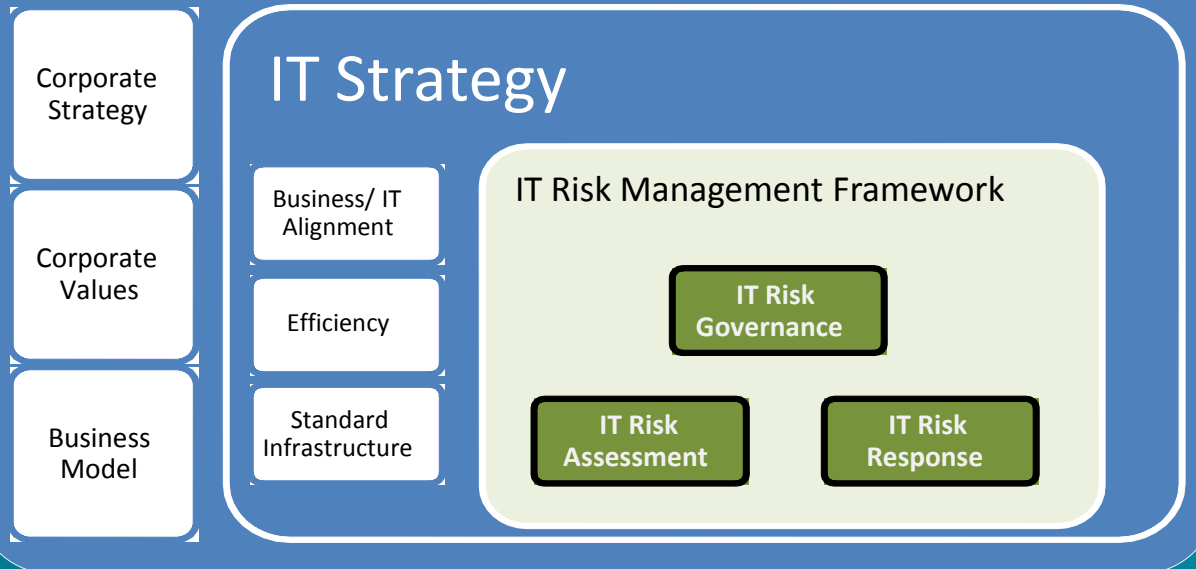 Corporate
Strategy
Corporate
Values
Business
Model
IT Strategy
Business/ IT
Alignment
Efficiency
Standard
Infrastructure
IT Risk Management Framework
IT Risk
Governance
IT Risk
Assessment
IT Risk
Response